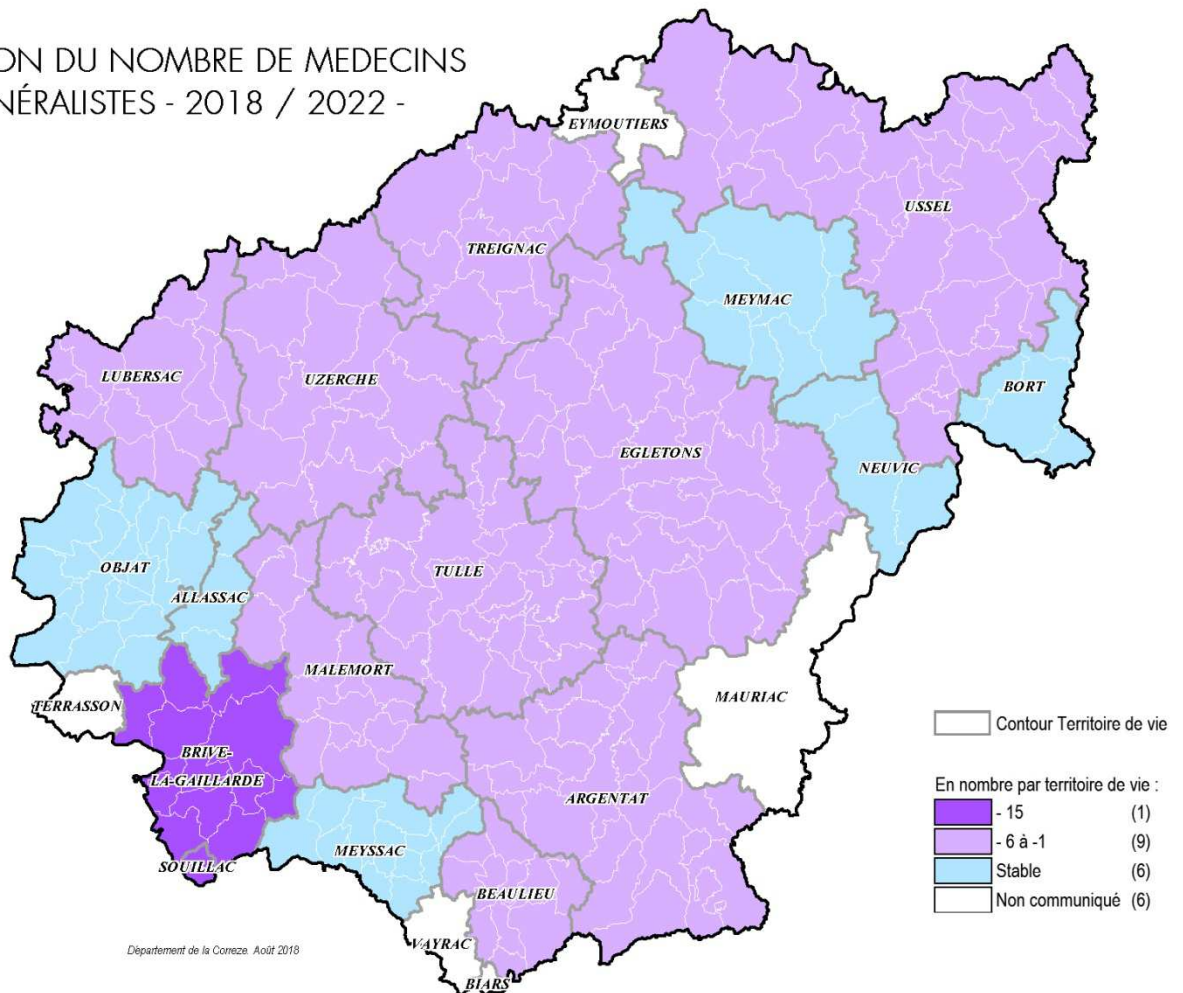 ON DU NOMBRE DE MEDECINS
NÉRALISTES - 2018 / 2022 -
EYMOUTIERS
USSEL
TREIGNAC
MEYMAC
LUBERSAC
UZERCHE
BORT
EGLETONS
NEUVIC
OBJAT
TULLE
ALLASSAC
MALEMORT
MAURIAC
TERRASSON
BRIVE-
LA-GAILLARDE
ARGENTAT
MEYSSAC
SOUILLAC
BEAULIEU
VAYRAC
BIARS
Contour Territoire de vie
En nombre par territoire de vie :
- 15 (1)
- 6 à -1 (9)
Stable (6)
Non communiqué (6)
Département de la Correze. Août 2018